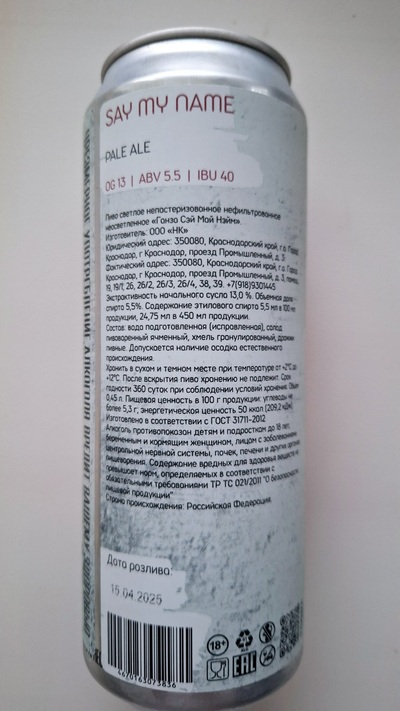 SAY MY NAME
PALE ALE
OG 13 | ABV 5.5 | IBU 40
Пиво светлое непастеризованное нефильтрованное
неосветленное «Гонзо Сэй Май Нэйм».
Изготовитель: ООО «НК»
Юридический адрес: 350080, Краснодарский край, г.о. Город
Краснодар, г Краснодар, проезд Промышленный, д. 3
Фактический адрес: 350080, Краснодарский край, г.о. Город
Краснодар, г Краснодар, проезд Промышленный, д. 3,
19, 19/1, 26, 26/2, 26/3, 26/4, 38, 39. +7(918)9301445
Экстрактивность начального сусла 13,0 %. Объемная доля
спирта 5,5%. Содержание этилового спирта 5,5 мл в 100 мл
продукции, 24,75 мл в 450 мл продукции.
Состав: вода подготовленная (исправленная), солод
пивоваренный ячменный, хмель гранулированный, дрожжи
пивные. Допускается наличие осадка естественного
происхождения.
Хранить в сухом и темном месте при температуре от +2°С до
+12°С. После вскрытия пиво хранению не подлежит. Срок
годности 360 суток при соблюдении условий хранения. Объем
0,45 л. Пищевая ценность в 100 г продукции: углеводы не
более 5,3 г; энергетическая ценность 50 ккал (209,2 кДж)
Изготовлено в соответствии с ГОСТ 31711-2012
Алкоголь противопоказан детям и подросткам до 18 лет,
беременным и кормящим женщинам, лицам с заболеваниями
центральной нервной системы, почек, печени и других органов
пищеварения. Содержание вредных для здоровья веществ не
превышает норм, определяемых в соответствии с
обязательными требованиями ТР ТС 021/2011 "О безопасности
пищевой продукции"
Страна происхождения: Российская Федерация.
Дата розлива:
15.04.2025
4670163073836
18+
EAC